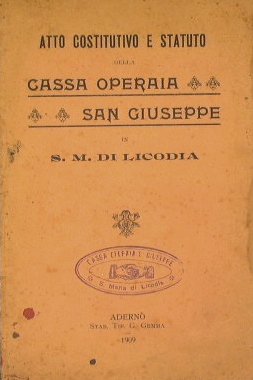 ATTO COSTITUTIVO E STATUTO
DELLA
CASSA OPERAIA
SAN GIUSEPPE
IN
S. M. DI LICODIA
CASSA OPERAIA S. GIUSEPPE
S. Maria di Licodia
ADERNÒ
STAB. TIP. G. GEMMA
1909